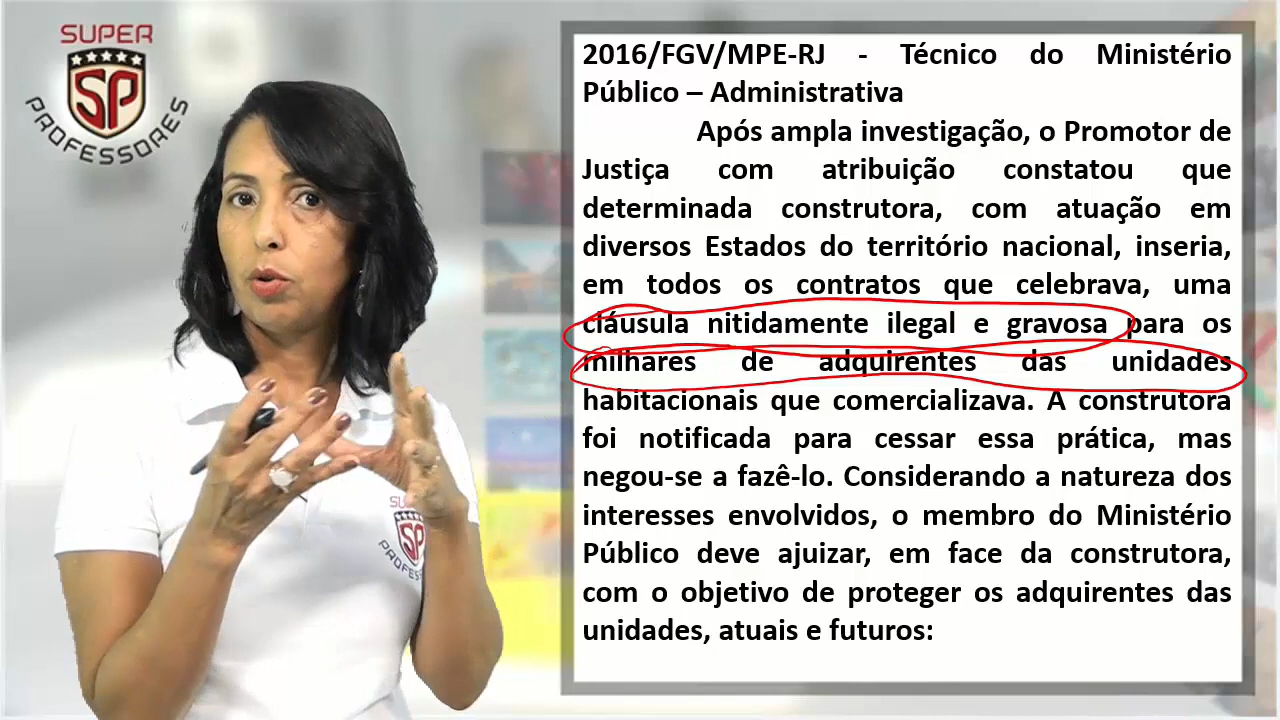 SUPER
SP
PROFESSORES
2016/FGV/MPE-RJ - Técnico do Ministério
Público – Administrativa
Após ampla investigação, o Promotor de
Justiça com atribuição constatou que
determinada construtora, com atuação em
diversos Estados do território nacional, inseria,
em todos os contratos que celebrava, uma
cláusula nitidamente ilegal e gravosa para os
milhares de adquirentes das unidades
habitacionais que comercializava. A construtora
foi notificada para cessar essa prática, mas
negou-se a fazê-lo. Considerando a natureza dos
interesses envolvidos, o membro do Ministério
Público deve ajuizar, em face da construtora,
com o objetivo de proteger os adquirentes das
unidades, atuais e futuros: